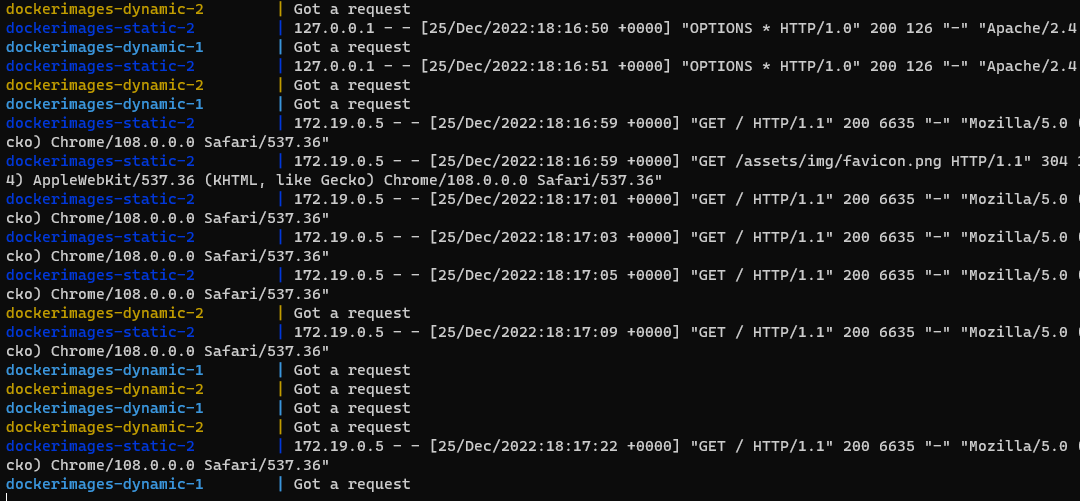 dockerimages-dynamic-2 | Got a request
dockerimages-static-2 | 127.0.0.1 - - [25/Dec/2022:18:16:50 +0000] "OPTIONS * HTTP/1.0" 200 126 "-" "Apache/2.4
dockerimages-dynamic-1 | Got a request
dockerimages-static-2 | 127.0.0.1 - - [25/Dec/2022:18:16:51 +0000] "OPTIONS * HTTP/1.0" 200 126 "-" "Apache/2.4
dockerimages-dynamic-2 | Got a request
dockerimages-dynamic-1 | Got a request
dockerimages-static-2 | 172.19.0.5 - - [25/Dec/2022:18:16:59 +0000] "GET / HTTP/1.1" 200 6635 "-" "Mozilla/5.0
cko) Chrome/108.0.0.0 Safari/537.36"
dockerimages-static-2 | 172.19.0.5 - - [25/Dec/2022:18:16:59 +0000] "GET /assets/img/favicon.png HTTP/1.1" 304
4) AppleWebKit/537.36 (KHTML, like Gecko) Chrome/108.0.0.0 Safari/537.36"
dockerimages-static-2 | 172.19.0.5 - - [25/Dec/2022:18:17:01 +0000] "GET / HTTP/1.1" 200 6635 "-" "Mozilla/5.0
cko) Chrome/108.0.0.0 Safari/537.36"
dockerimages-static-2 | 172.19.0.5 - - [25/Dec/2022:18:17:03 +0000] "GET / HTTP/1.1" 200 6635 "-" "Mozilla/5.0
cko) Chrome/108.0.0.0 Safari/537.36"
dockerimages-static-2 | 172.19.0.5 - - [25/Dec/2022:18:17:05 +0000] "GET / HTTP/1.1" 200 6635 "-" "Mozilla/5.0
cko) Chrome/108.0.0.0 Safari/537.36"
dockerimages-dynamic-2 | Got a request
dockerimages-static-2 | 172.19.0.5 - - [25/Dec/2022:18:17:09 +0000] "GET / HTTP/1.1" 200 6635 "-" "Mozilla/5.0
cko) Chrome/108.0.0.0 Safari/537.36"
dockerimages-dynamic-1 | Got a request
dockerimages-dynamic-2 | Got a request
dockerimages-dynamic-1 | Got a request
dockerimages-dynamic-2 | Got a request
dockerimages-static-2 | 172.19.0.5 - - [25/Dec/2022:18:17:22 +0000] "GET / HTTP/1.1" 200 6635 "-" "Mozilla/5.0
cko) Chrome/108.0.0.0 Safari/537.36"
dockerimages-dynamic-1 | Got a request